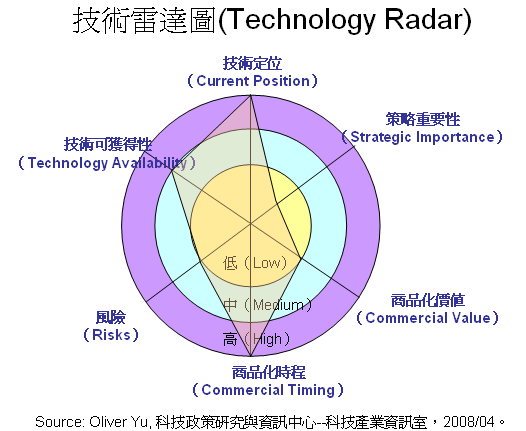 技術雷達圖(Technology Radar)
技術定位
（Current Position）
策略重要性
（Strategic Importance）
技術可獲得性
（Technology Availability）
低（Low）
中（Medium）
高（High）
商品化價值
（Commercial Value）
風險
（Risks）
商品化時程
（Commercial Timing）
Source: Oliver Yu, 科技政策研究與資訊中心--科技產業資訊室，2008/04。